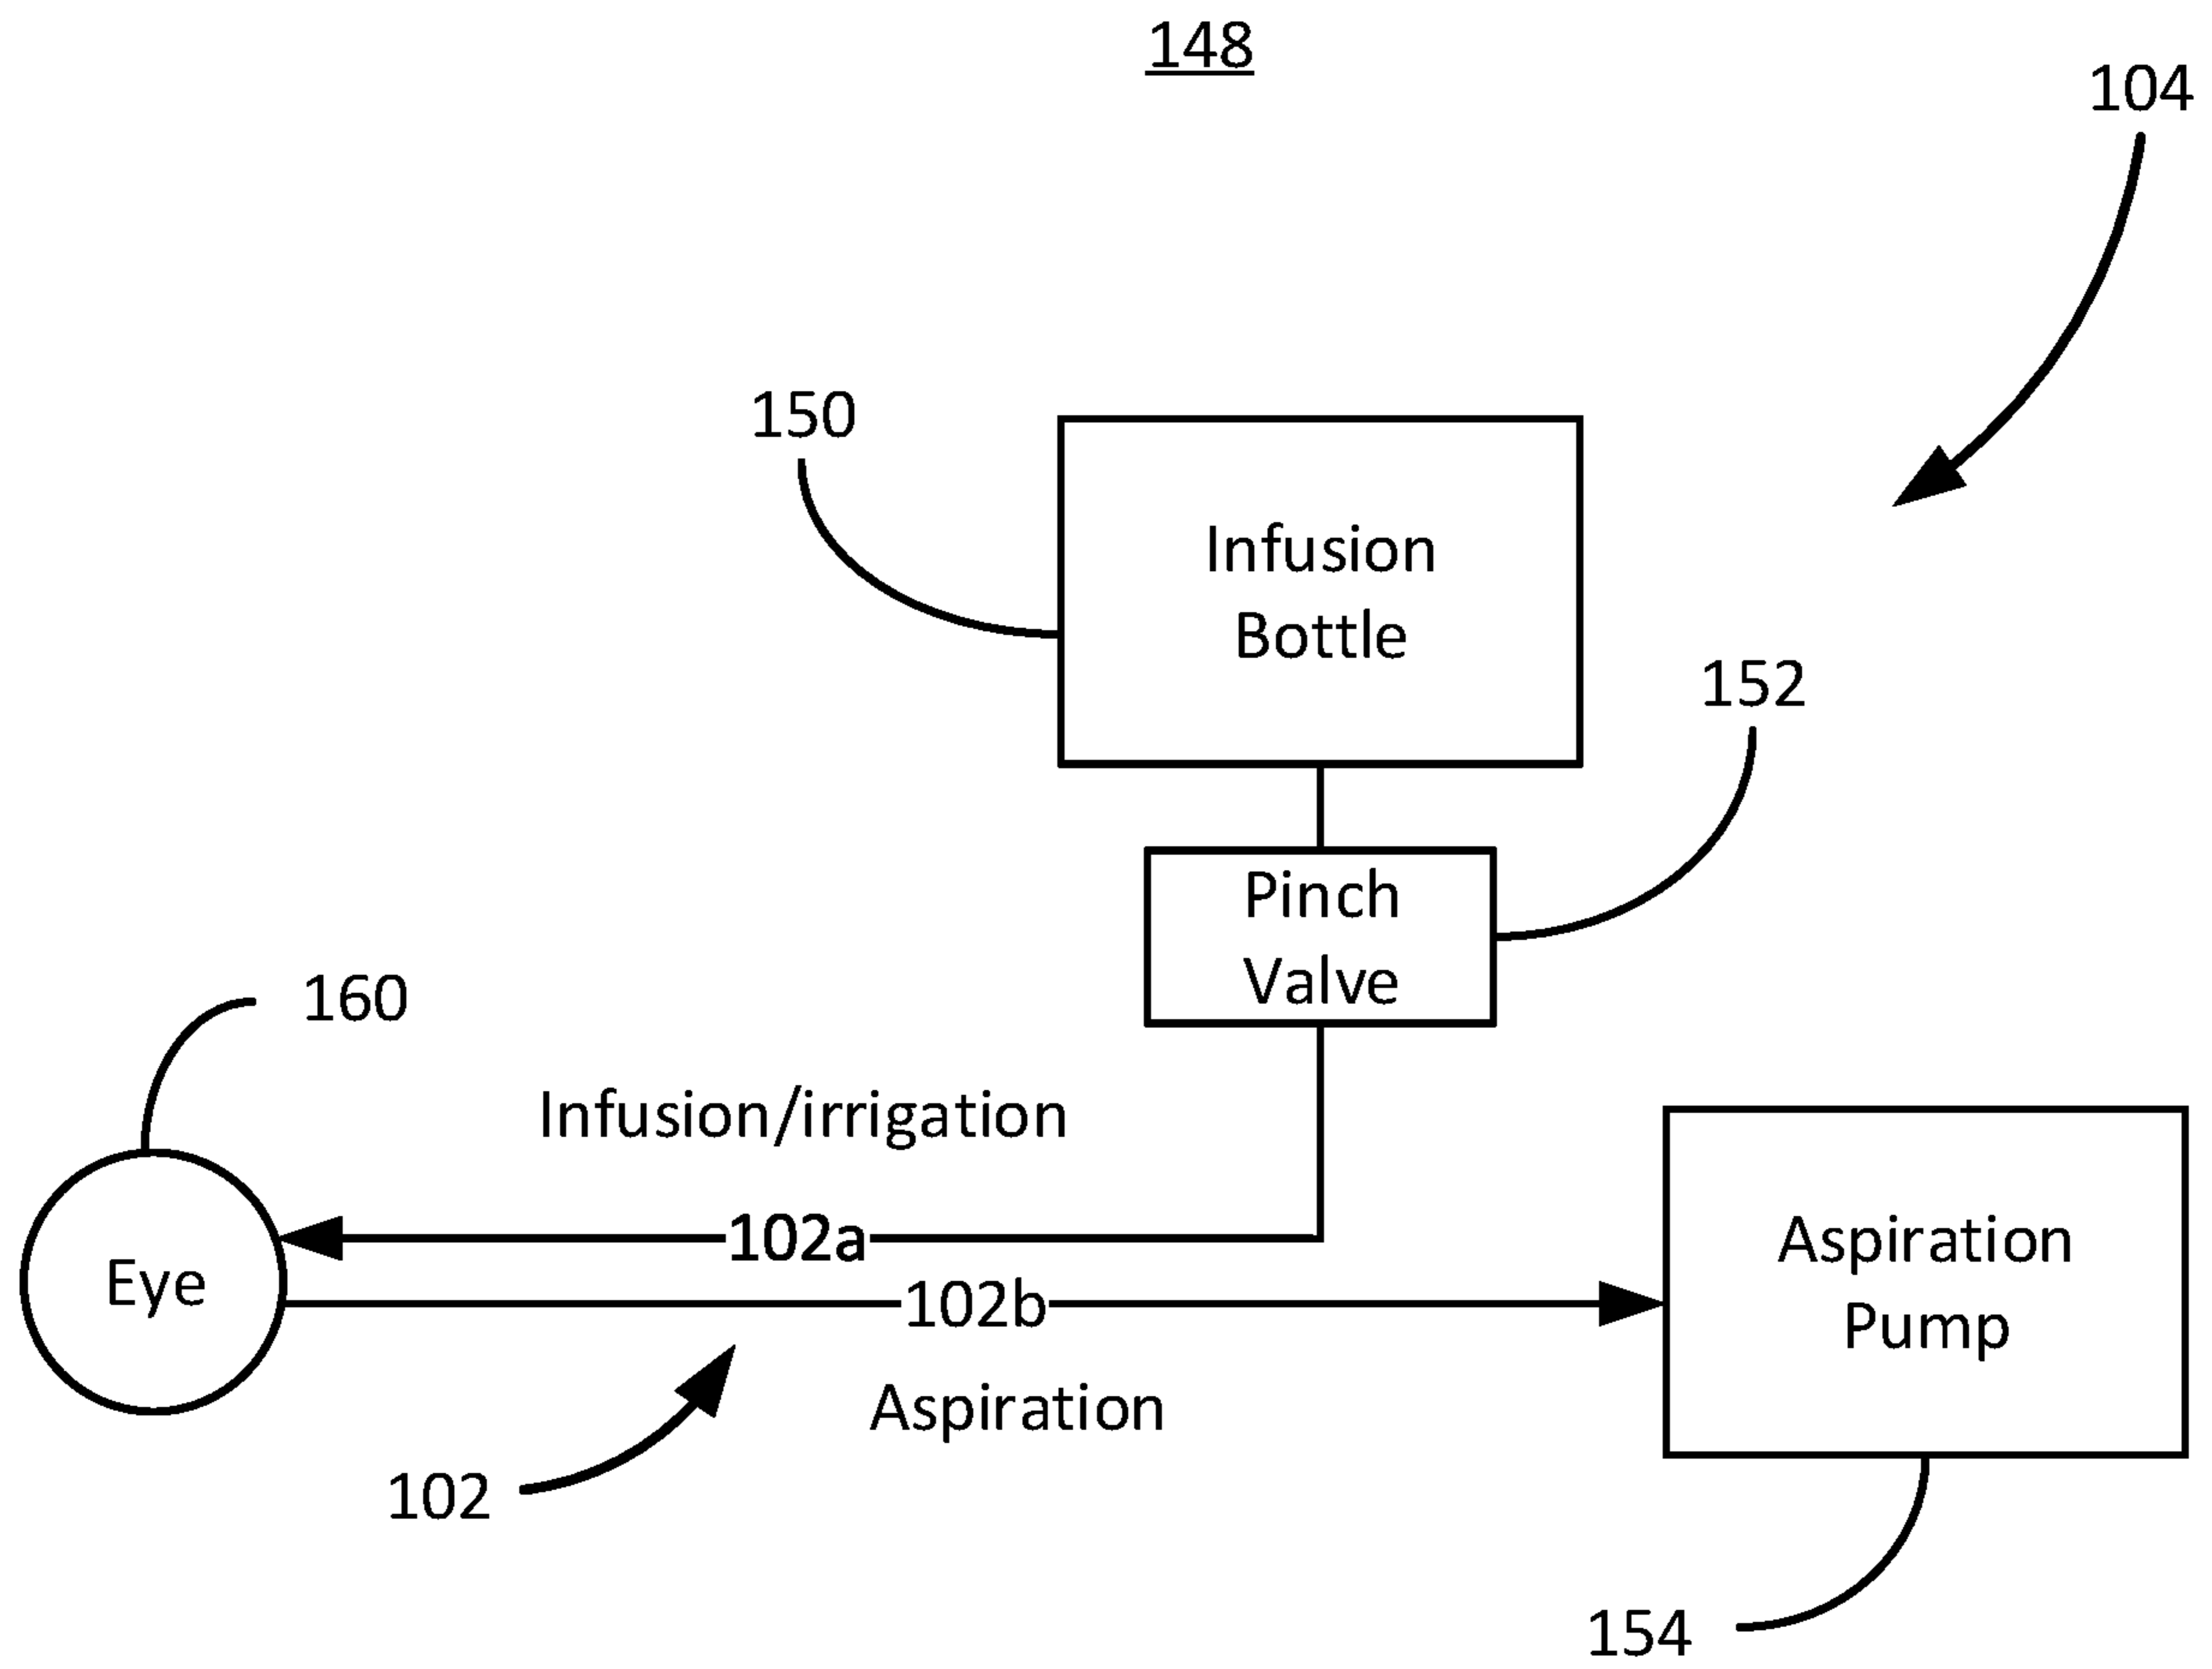 148
104
150
Infusion
Bottle
152
Pinch
Valve
160
Infusion/irrigation
102a
Eye
102b
Aspiration
Pump
Aspiration
102
154